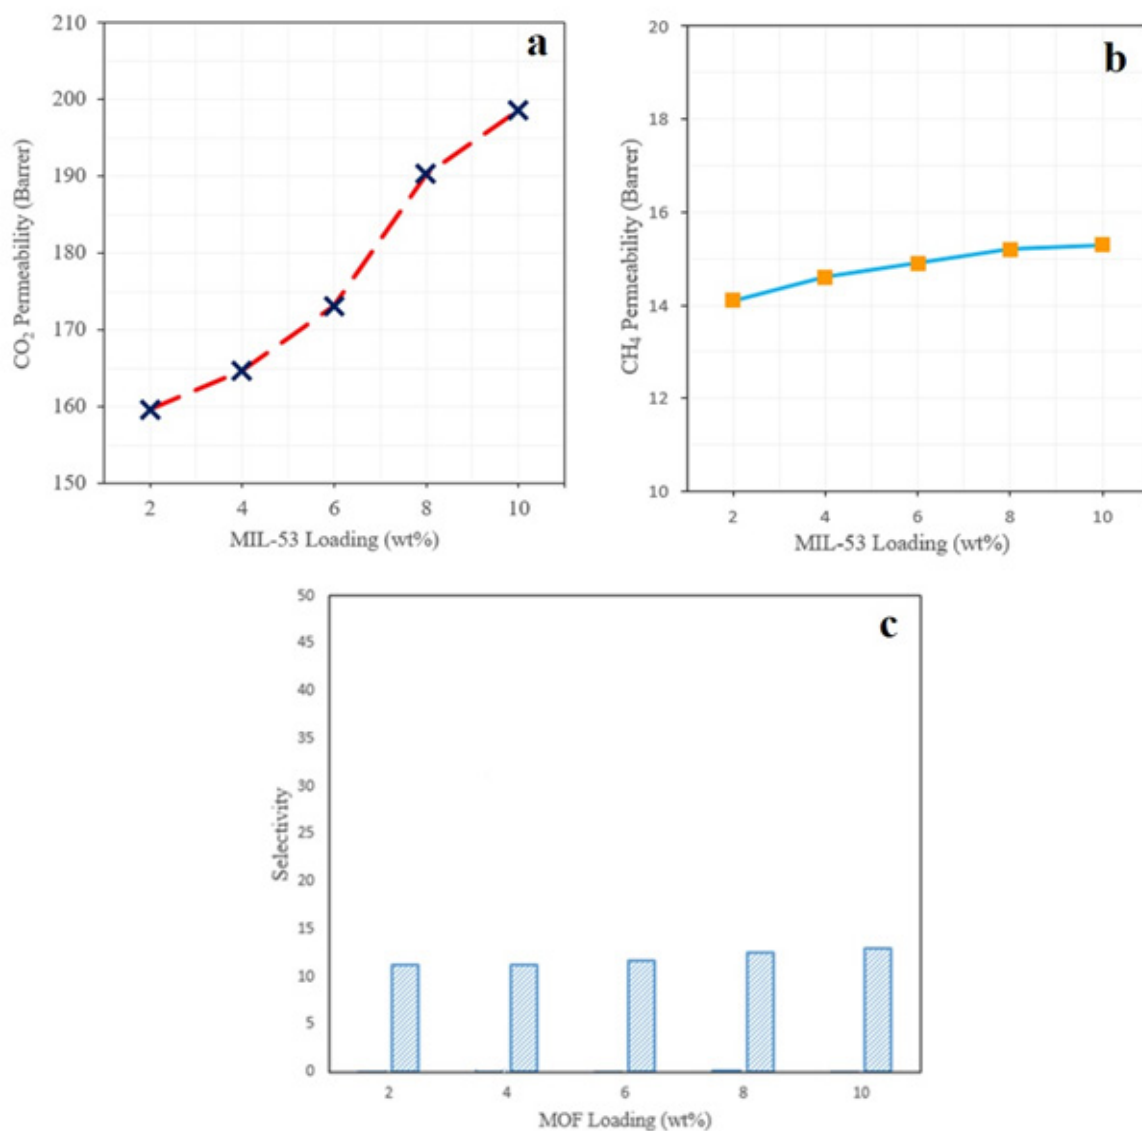 a
210
200
190
180
170
160
150
2 4 6 8 10
MIL-53 Loading (wt%)
CO₂ Permeability (Barrer)
b
20
18
16
14
12
10
2 4 6 8 10
MIL-53 Loading (wt%)
CH₄ Permeability (Barrer)
c
50
45
40
35
30
25
20
15
10
5
0
2 4 6 8 10
MOF Loading (wt%)
Selectivity